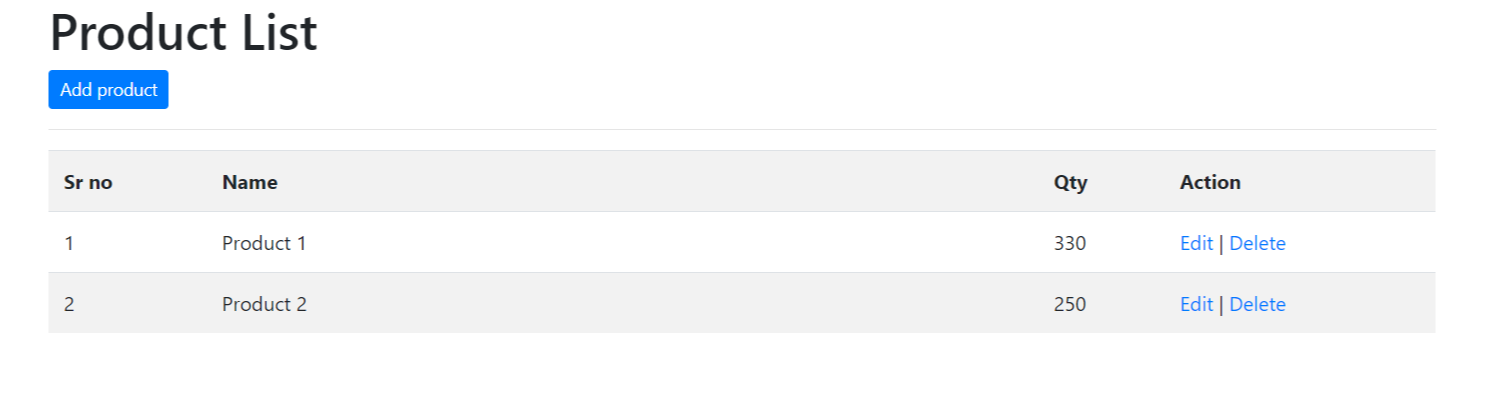 Product List
Add product
Sr no Name Qty Action
1 Product 1 330 Edit | Delete
2 Product 2 250 Edit | Delete